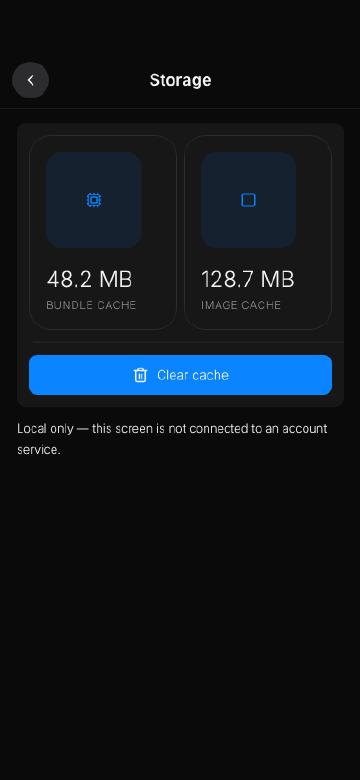 Storage
48.2 MB
BUNDLE CACHE
128.7 MB
IMAGE CACHE
Clear cache
Local only — this screen is not connected to an account
service.